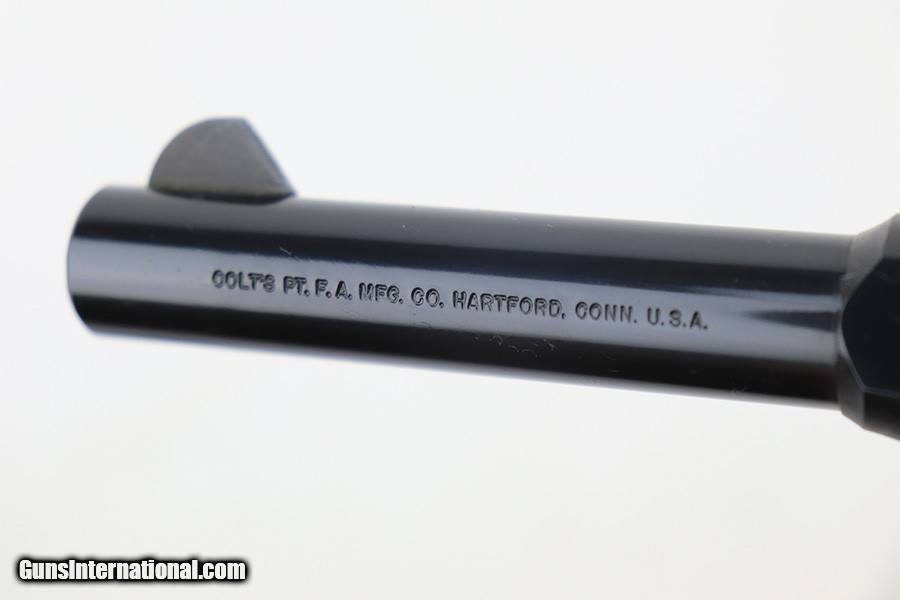 COLT'S PT. F. A. MFG. CO. HARTFORD, CONN. U.S.A.
GunsInternational.com